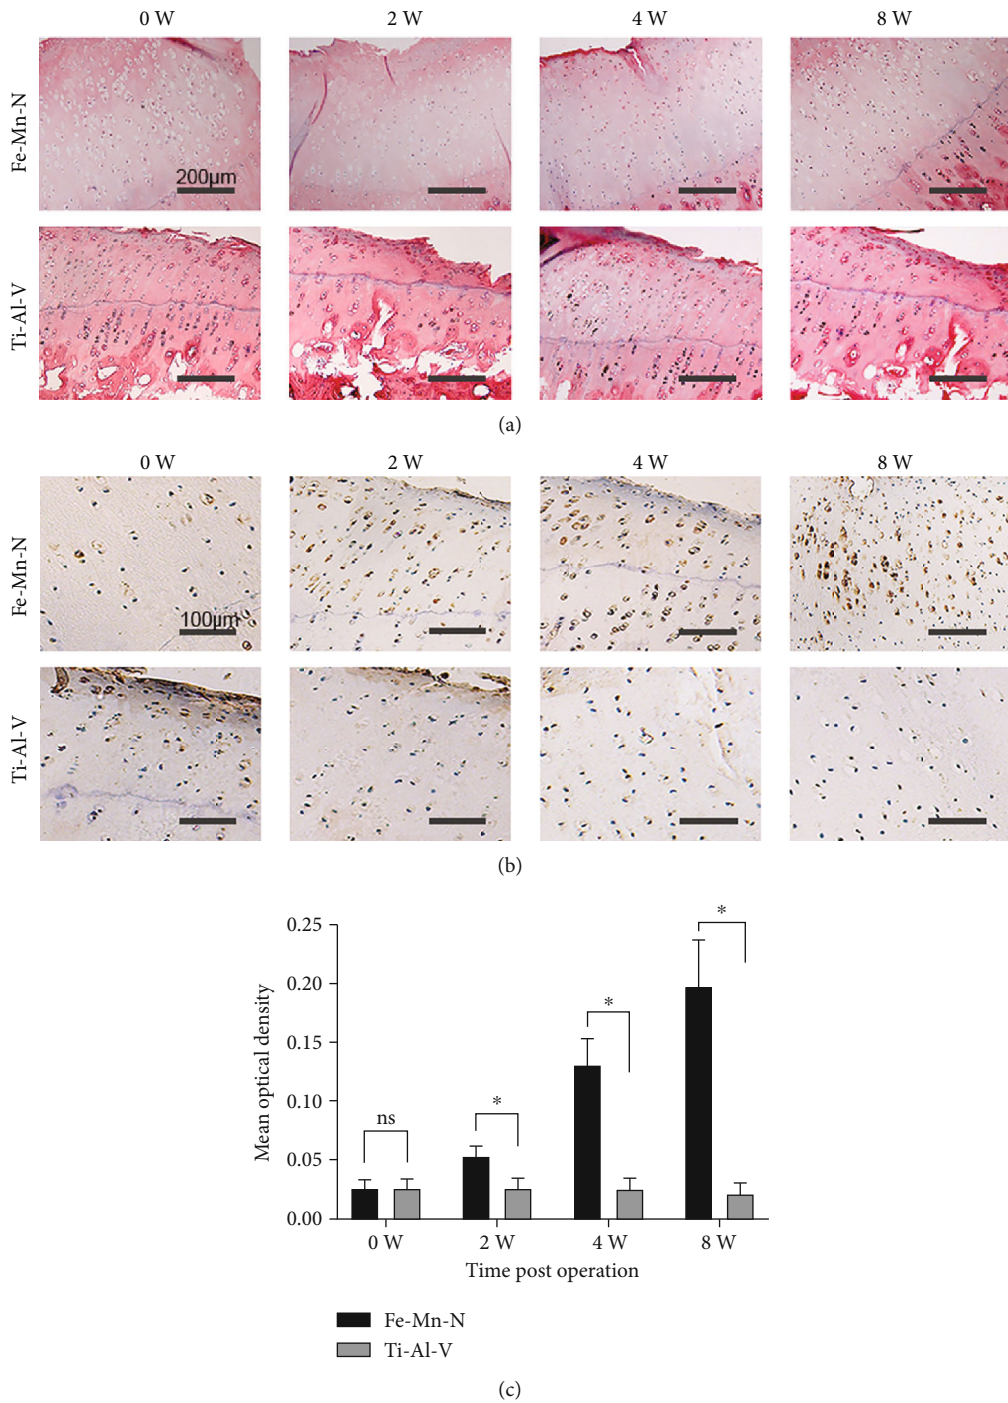 0 W 2 W 4 W 8 W
Fe-Mn-N
200μm
Ti-Al-V
(a)
0 W 2 W 4 W 8 W
Fe-Mn-N
100μm
Ti-Al-V
(b)
0.25
0.20
0.15
0.10
0.05
0.00
Mean optical density
ns
*
*
*
0 W 2 W 4 W 8 W
Time post operation
Fe-Mn-N
Ti-Al-V
(c)